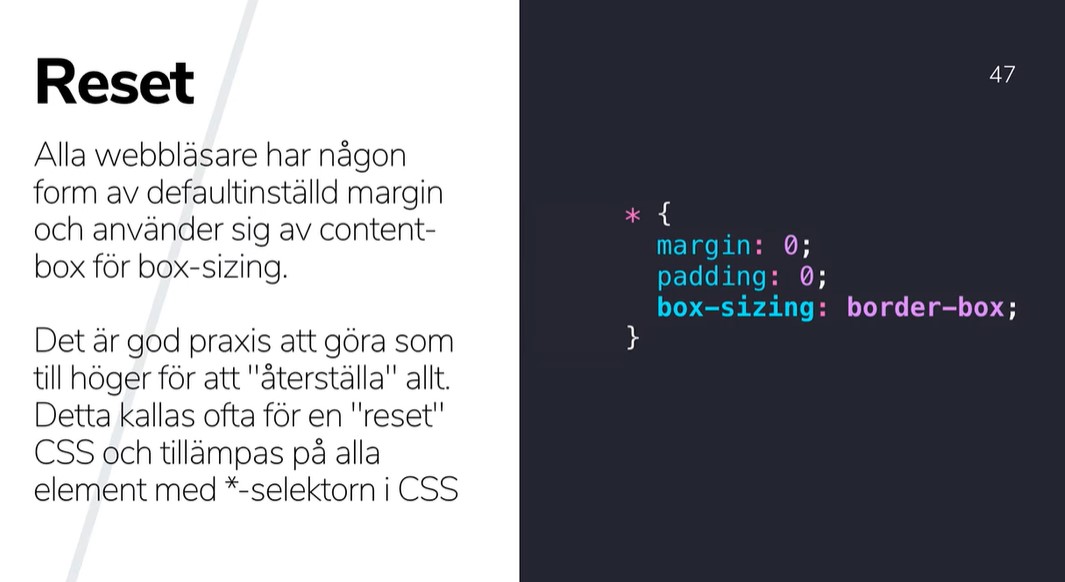 Reset
Alla webbläsare har någon
form av defaultinställd margin
och använder sig av content-
box för box-sizing.
Det är god praxis att göra som
till höger för att "återställa" allt.
Detta kallas ofta för en "reset"
CSS och tillämpas på alla
element med *-selektorn i CSS
47
* {
margin: 0;
padding: 0;
box-sizing: border-box;
}